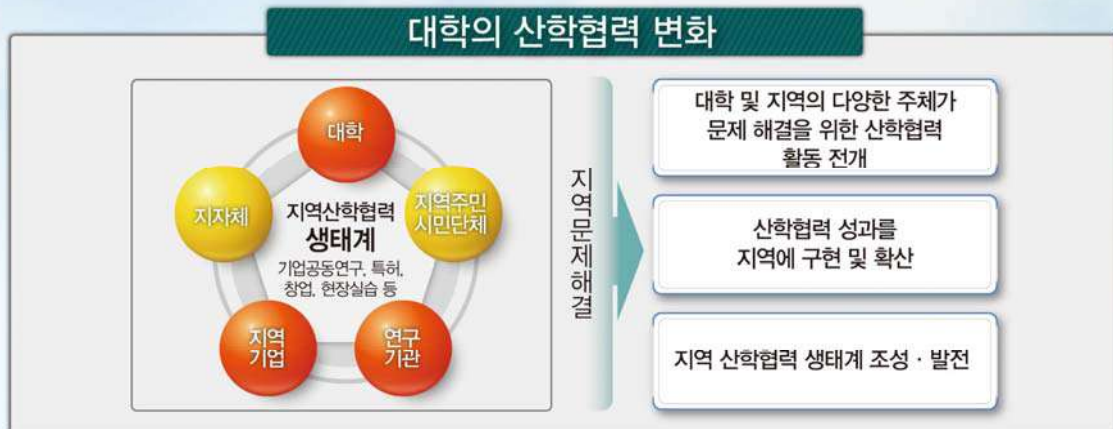 대학의 산학협력 변화
대학
지자체
지역주민
시민단체
지역산학협력
생태계
기업공동연구, 특허,
창업, 현장실습 등
지역
기업
연구
기관
지역문제해결
대학 및 지역의 다양한 주체가
문제 해결을 위한 산학협력
활동 전개
산학협력 성과를
지역에 구현 및 확산
지역 산학협력 생태계 조성 · 발전